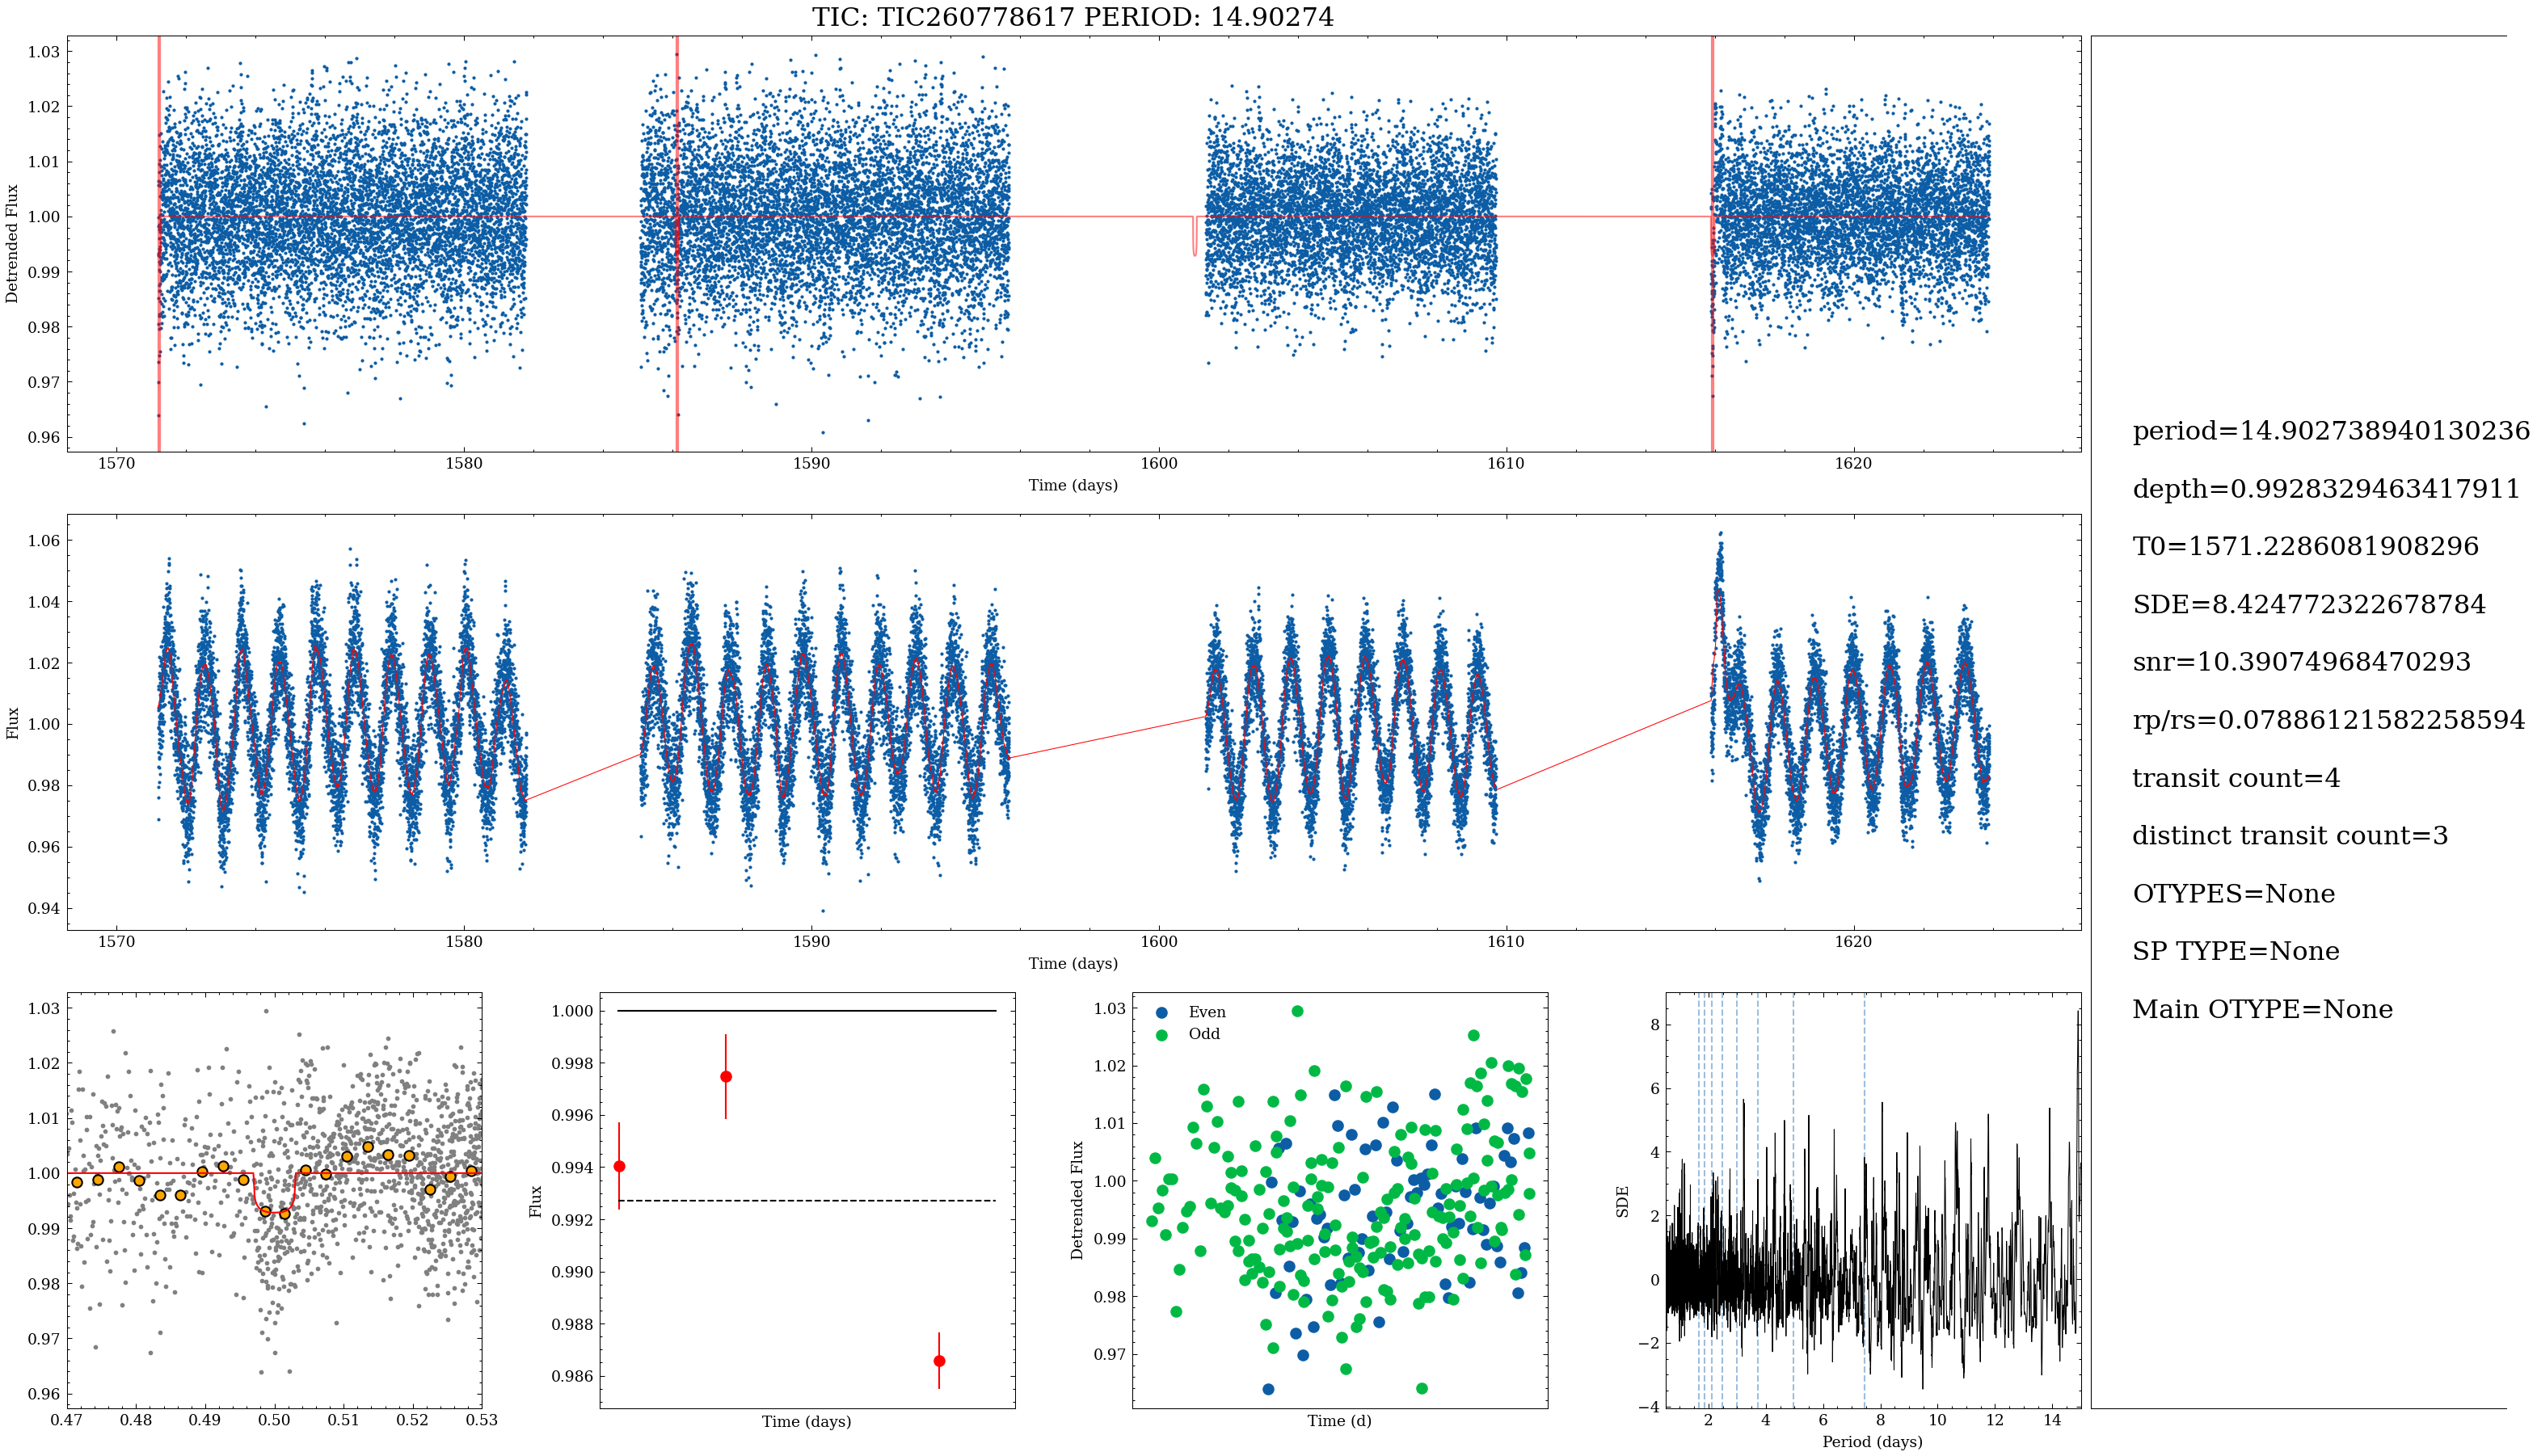 TIC: TIC260778617 PERIOD: 14.90274
1.03
1.02
1.01
1.00
0.99
0.98
0.97
0.96
Detrended Flux
1570
1580
1590
1600
1610
1620
Time (days)
1.06
1.04
1.02
1.00
0.98
0.96
0.94
Flux
1570
1580
1590
1600
1610
1620
Time (days)
period=14.902738940130236
depth=0.9928329463417911
T0=1571.2286081908296
SDE=8.424772322678784
snr=10.39074968470293
rp/rs=0.07886121582258594
transit count=4
distinct transit count=3
OTYPES=None
SP TYPE=None
Main OTYPE=None
1.03
1.02
1.01
1.00
0.99
0.98
0.97
0.96
0.47
0.48
0.49
0.50
0.51
0.52
0.53
1.000
0.998
0.996
0.994
0.992
0.990
0.988
0.986
Flux
Time (days)
1.03
1.02
1.01
1.00
0.99
0.98
0.97
Detrended Flux
Even
Odd
Time (d)
8
6
4
2
0
−2
−4
SDE
2
4
6
8
10
12
14
Period (days)